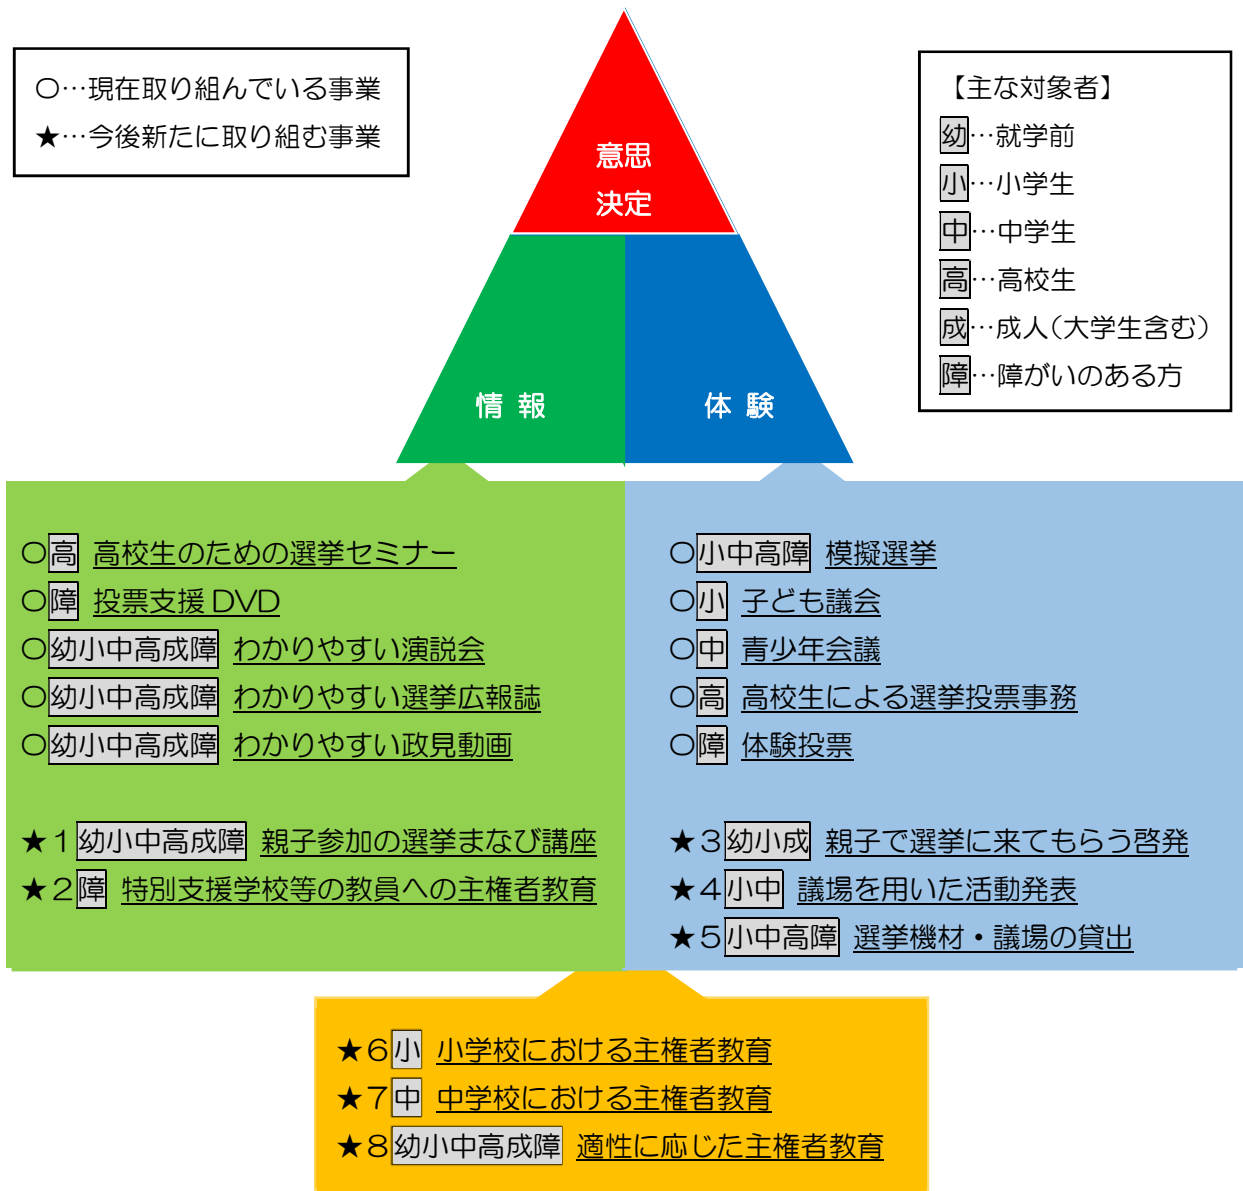 〇…現在取り組んでいる事業
★…今後新たに取り組む事業
意思
決定
情 報
体 験
【主な対象者】
幼…就学前
小…小学生
中…中学生
高…高校生
成…成人(大学生含む)
障…障がいのある方
〇高 高校生のための選挙セミナー
〇障 投票支援 DVD
〇幼小中高成障 わかりやすい演説会
〇幼小中高成障 わかりやすい選挙広報誌
〇幼小中高成障 わかりやすい政見動画
★1幼小中高成障 親子参加の選挙まなび講座
★2障 特別支援学校等の教員への主権者教育
〇小中高障 模擬選挙
〇小 子ども議会
〇中 青少年会議
〇高 高校生による選挙投票事務
〇障 体験投票
★3幼小成 親子で選挙に来てもらう啓発
★4小中 議場を用いた活動発表
★5小中高障 選挙機材・議場の貸出
★6小 小学校における主権者教育
★7中 中学校における主権者教育
★8幼小中高成障 適性に応じた主権者教育